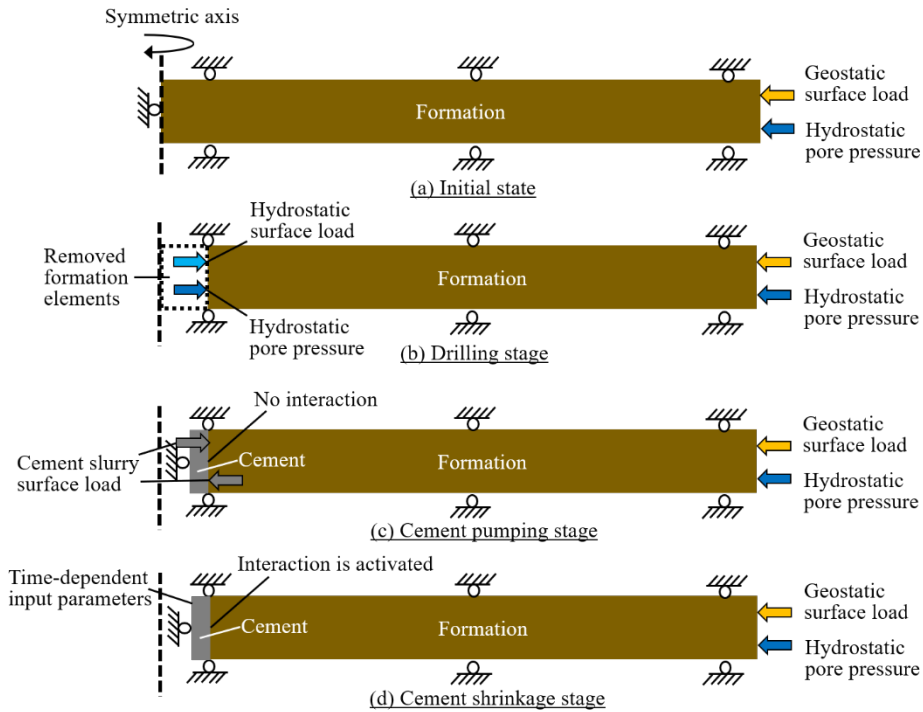 Symmetric axis
Formation
Geostatic
surface load
Hydrostatic
pore pressure
(a) Initial state
Removed
formation
elements
Hydrostatic
surface load
Hydrostatic
pore pressure
Formation
Geostatic
surface load
Hydrostatic
pore pressure
(b) Drilling stage
No interaction
Cement slurry
surface load
Cement
Formation
Geostatic
surface load
Hydrostatic
pore pressure
(c) Cement pumping stage
Time-dependent
input parameters
Interaction is activated
Cement
Formation
Geostatic
surface load
Hydrostatic
pore pressure
(d) Cement shrinkage stage